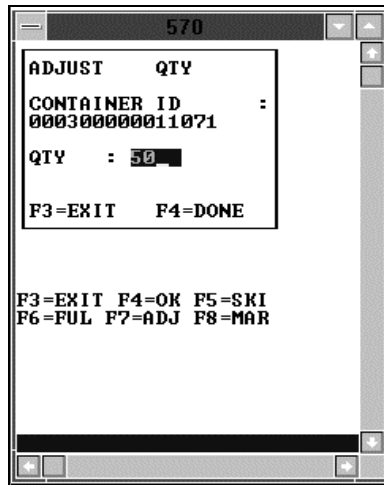 570
ADJUST QTY
CONTAINER ID :
000300000011071
QTY : 50__
F3=EXIT F4=DONE
F3=EXIT F4=OK F5=SKI
F6=FUL F7=ADJ F8=MAR